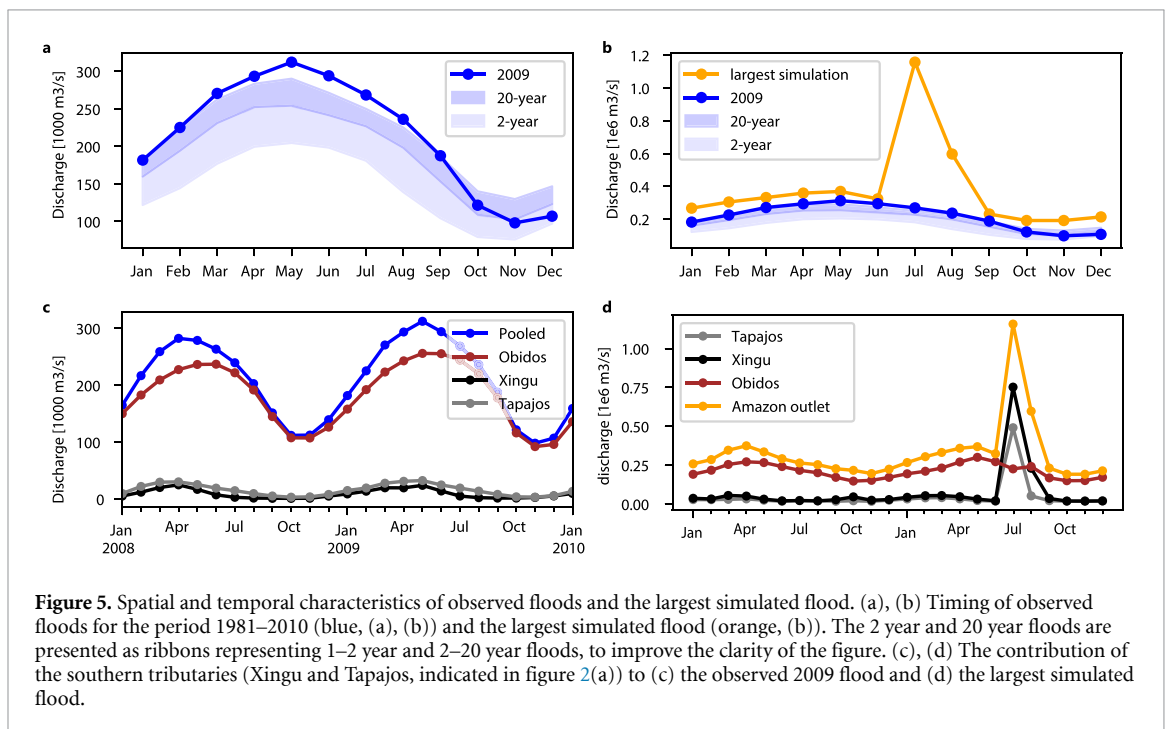 a
Discharge [1000 m3/s]
300
250
200
150
100
2009
20-year
2-year
Jan Feb Mar Apr May Jun Jul Aug Sep Oct Nov Dec
b
Discharge [1e6 m3/s]
1.2
1.0
0.8
0.6
0.4
0.2
largest simulation
2009
20-year
2-year
Jan Feb Mar Apr May Jun Jul Aug Sep Oct Nov Dec
c
Discharge [1000 m3/s]
300
200
100
0
Pooled
Obidos
Xingu
Tapajos
Jan Apr Jul Oct Jan Apr Jul Oct Jan
2008 2009 2010
d
discharge [1e6 m3/s]
1.00
0.75
0.50
0.25
0.00
Tapajos
Xingu
Obidos
Amazon outlet
Jan Apr Jul Oct Jan Apr Jul Oct
Figure 5. Spatial and temporal characteristics of observed floods and the largest simulated flood. (a), (b) Timing of observed
floods for the period 1981–2010 (blue, (a), (b)) and the largest simulated flood (orange, (b)). The 2 year and 20 year floods are
presented as ribbons representing 1–2 year and 2–20 year floods, to improve the clarity of the figure. (c), (d) The contribution of
the southern tributaries (Xingu and Tapajos, indicated in figure 2(a)) to (c) the observed 2009 flood and (d) the largest simulated
flood.